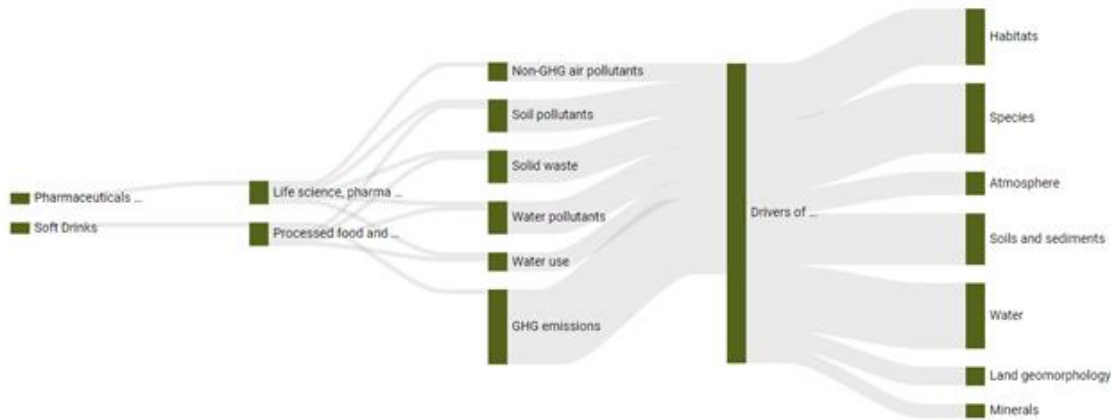 Pharmaceuticals ...
Soft Drinks
Life science, pharma ...
Processed food and ...
Non-GHG air pollutants
Soil pollutants
Solid waste
Water pollutants
Water use
GHG emissions
Drivers of ...
Habitats
Species
Atmosphere
Soils and sediments
Water
Land geomorphology
Minerals